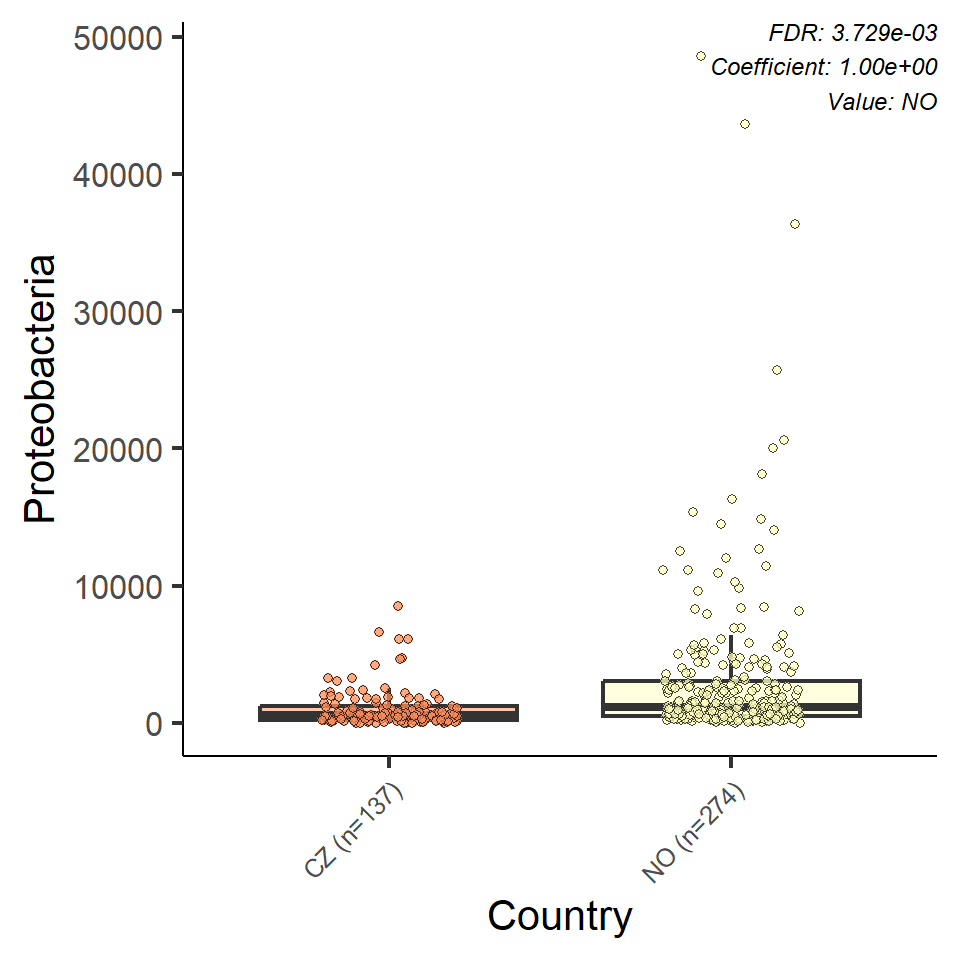 FDR: 3.729e-03
Coefficient: 1.00e+00
Value: NO
Proteobacteria
50000
40000
30000
20000
10000
0
CZ (n=137)
NO (n=274)
Country